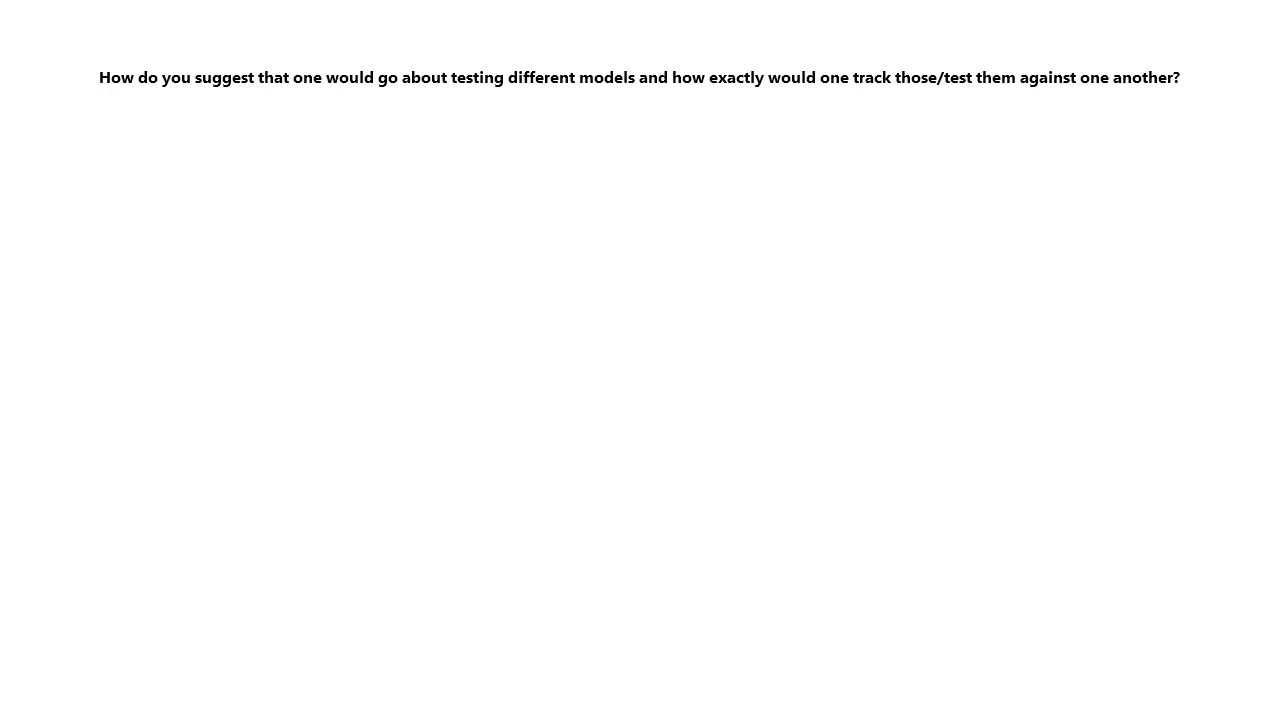 How do you suggest that one would go about testing different models and how exactly would one track those/test them against one another?